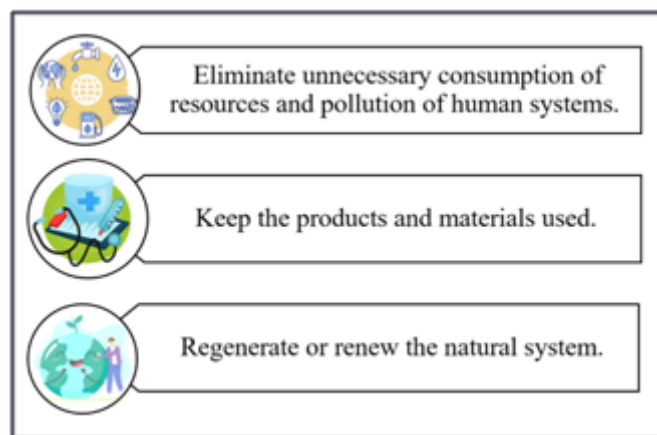 Eliminate unnecessary consumption of
resources and pollution of human systems.
Keep the products and materials used.
Regenerate or renew the natural system.